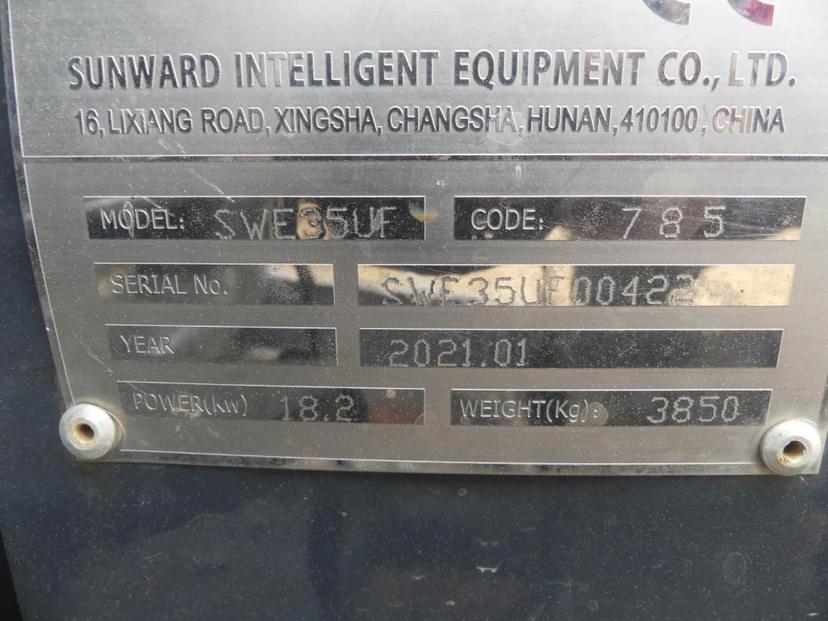 SUNWARD INTELLIGENT EQUIPMENT CO., LTD.
16, LIXIANG ROAD, XINGSHA, CHANGSHA, HUNAN, 410100, CHINA
MODEL: SWE35UF CODE: 785
SERIAL No. SWE35UF00422
YEAR 2021.01
POWER(kw) 18.2 WEIGHT(Kg): 3850